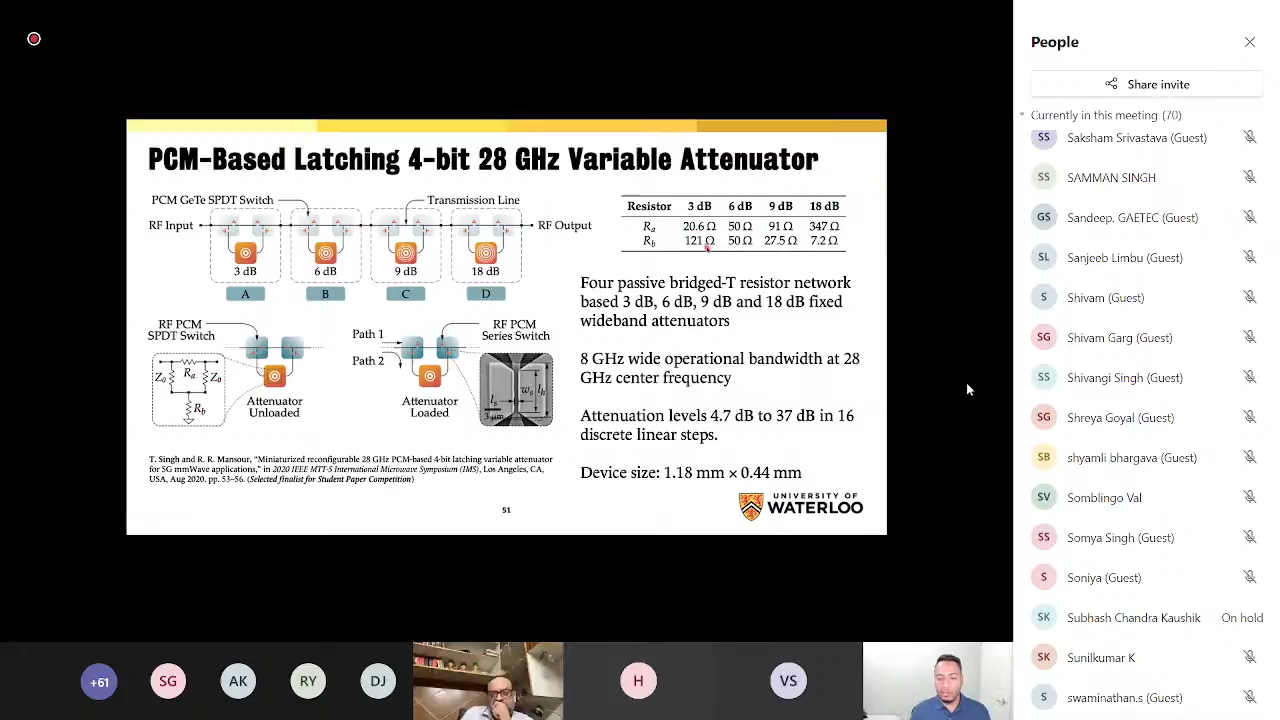 PCM-Based Latching 4-bit 28 GHz Variable Attenuator
PCM GeTe SPDT Switch
Transmission Line
RF Input
RF Output
3 dB
6 dB
9 dB
18 dB
A
B
C
D
RF PCM
SPDT Switch
Z0
Ra
Z0
Rb
Attenuator
Unloaded
Path 1
Path 2
RF PCM
Series Switch
Attenuator
Loaded
ls
ws
lh
3 μm
T. Singh and R. R. Mansour, "Miniaturized reconfigurable 28 GHz PCM-based 4-bit latching variable attenuator
for 5G mmWave applications," in 2020 IEEE MTT-S International Microwave Symposium (IMS), Los Angeles, CA,
USA, Aug 2020. pp. 53–56. (Selected finalist for Student Paper Competition)
Resistor 3 dB 6 dB 9 dB 18 dB
Ra 20.6 Ω 50 Ω 91 Ω 347 Ω
Rb 121 Ω 50 Ω 27.5 Ω 7.2 Ω
Four passive bridged-T resistor network
based 3 dB, 6 dB, 9 dB and 18 dB fixed
wideband attenuators
8 GHz wide operational bandwidth at 28
GHz center frequency
Attenuation levels 4.7 dB to 37 dB in 16
discrete linear steps.
Device size: 1.18 mm × 0.44 mm
51
UNIVERSITY OF
WATERLOO
+61
SG
AK
RY
DJ
H
VS
People
Share invite
Currently in this meeting (70)
SS Saksham Srivastava (Guest)
SS SAMMAN SINGH
GS Sandeep, GAETEC (Guest)
SL Sanjeeb Limbu (Guest)
S Shivam (Guest)
SG Shivam Garg (Guest)
SS Shivangi Singh (Guest)
SG Shreya Goyal (Guest)
SB shyamli bhargava (Guest)
SV Somblingo Val
SS Somya Singh (Guest)
S Soniya (Guest)
SK Subhash Chandra Kaushik On hold
SK Sunilkumar K
S swaminathan.s (Guest)